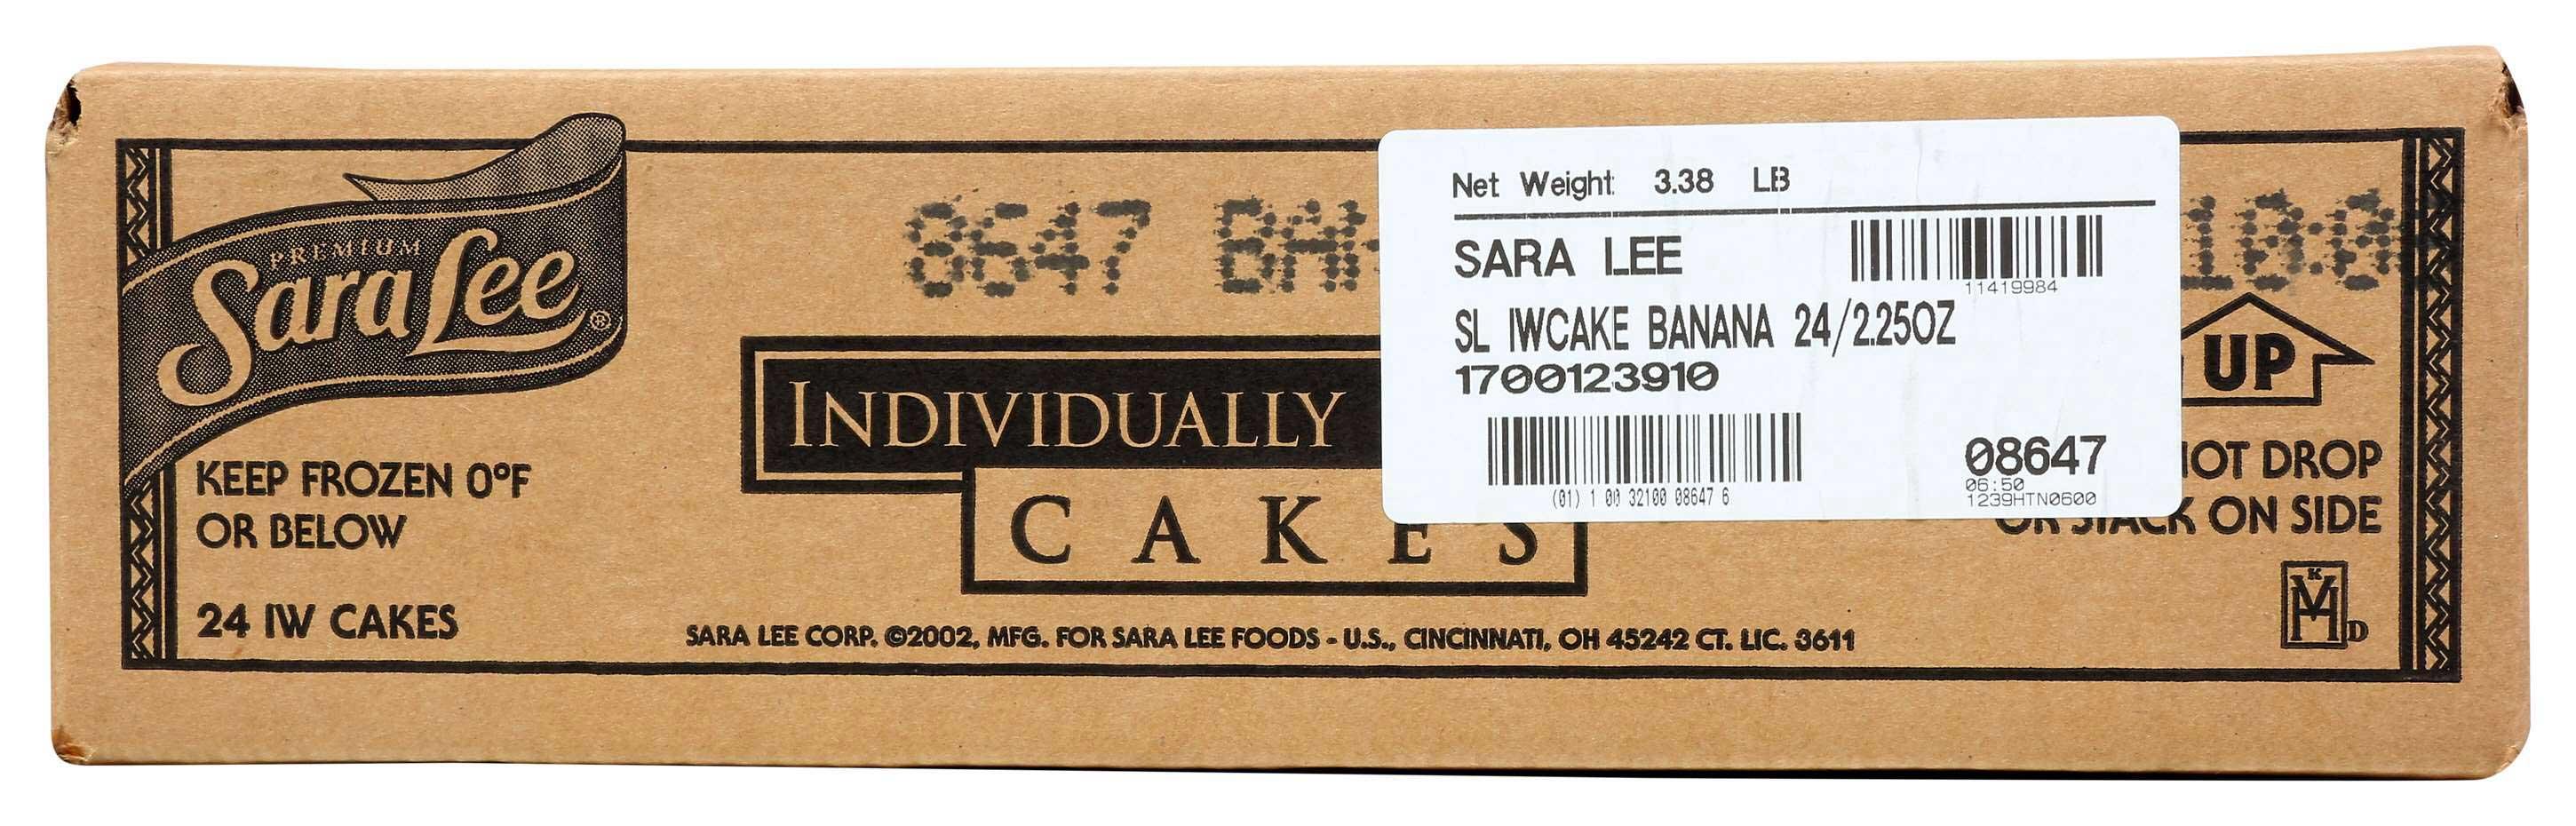 PREMIUM
Sara Lee®
KEEP FROZEN 0°F
OR BELOW
24 IW CAKES
8647 BAN
INDIVIDUALLY
CAKES
SARA LEE CORP. ©2002, MFG. FOR SARA LEE FOODS - U.S., CINCINNATI, OH 45242 CT. LIC. 3611
Net Weight: 3.38 LB
SARA LEE
11419984
SL IWCAKE BANANA 24/2.25OZ
1700123910
(01) 1 00 32100 08647 6
08647
06:50
1239HTN0600
UP
OT DROP
OR STACK ON SIDE
K
VH
M
D